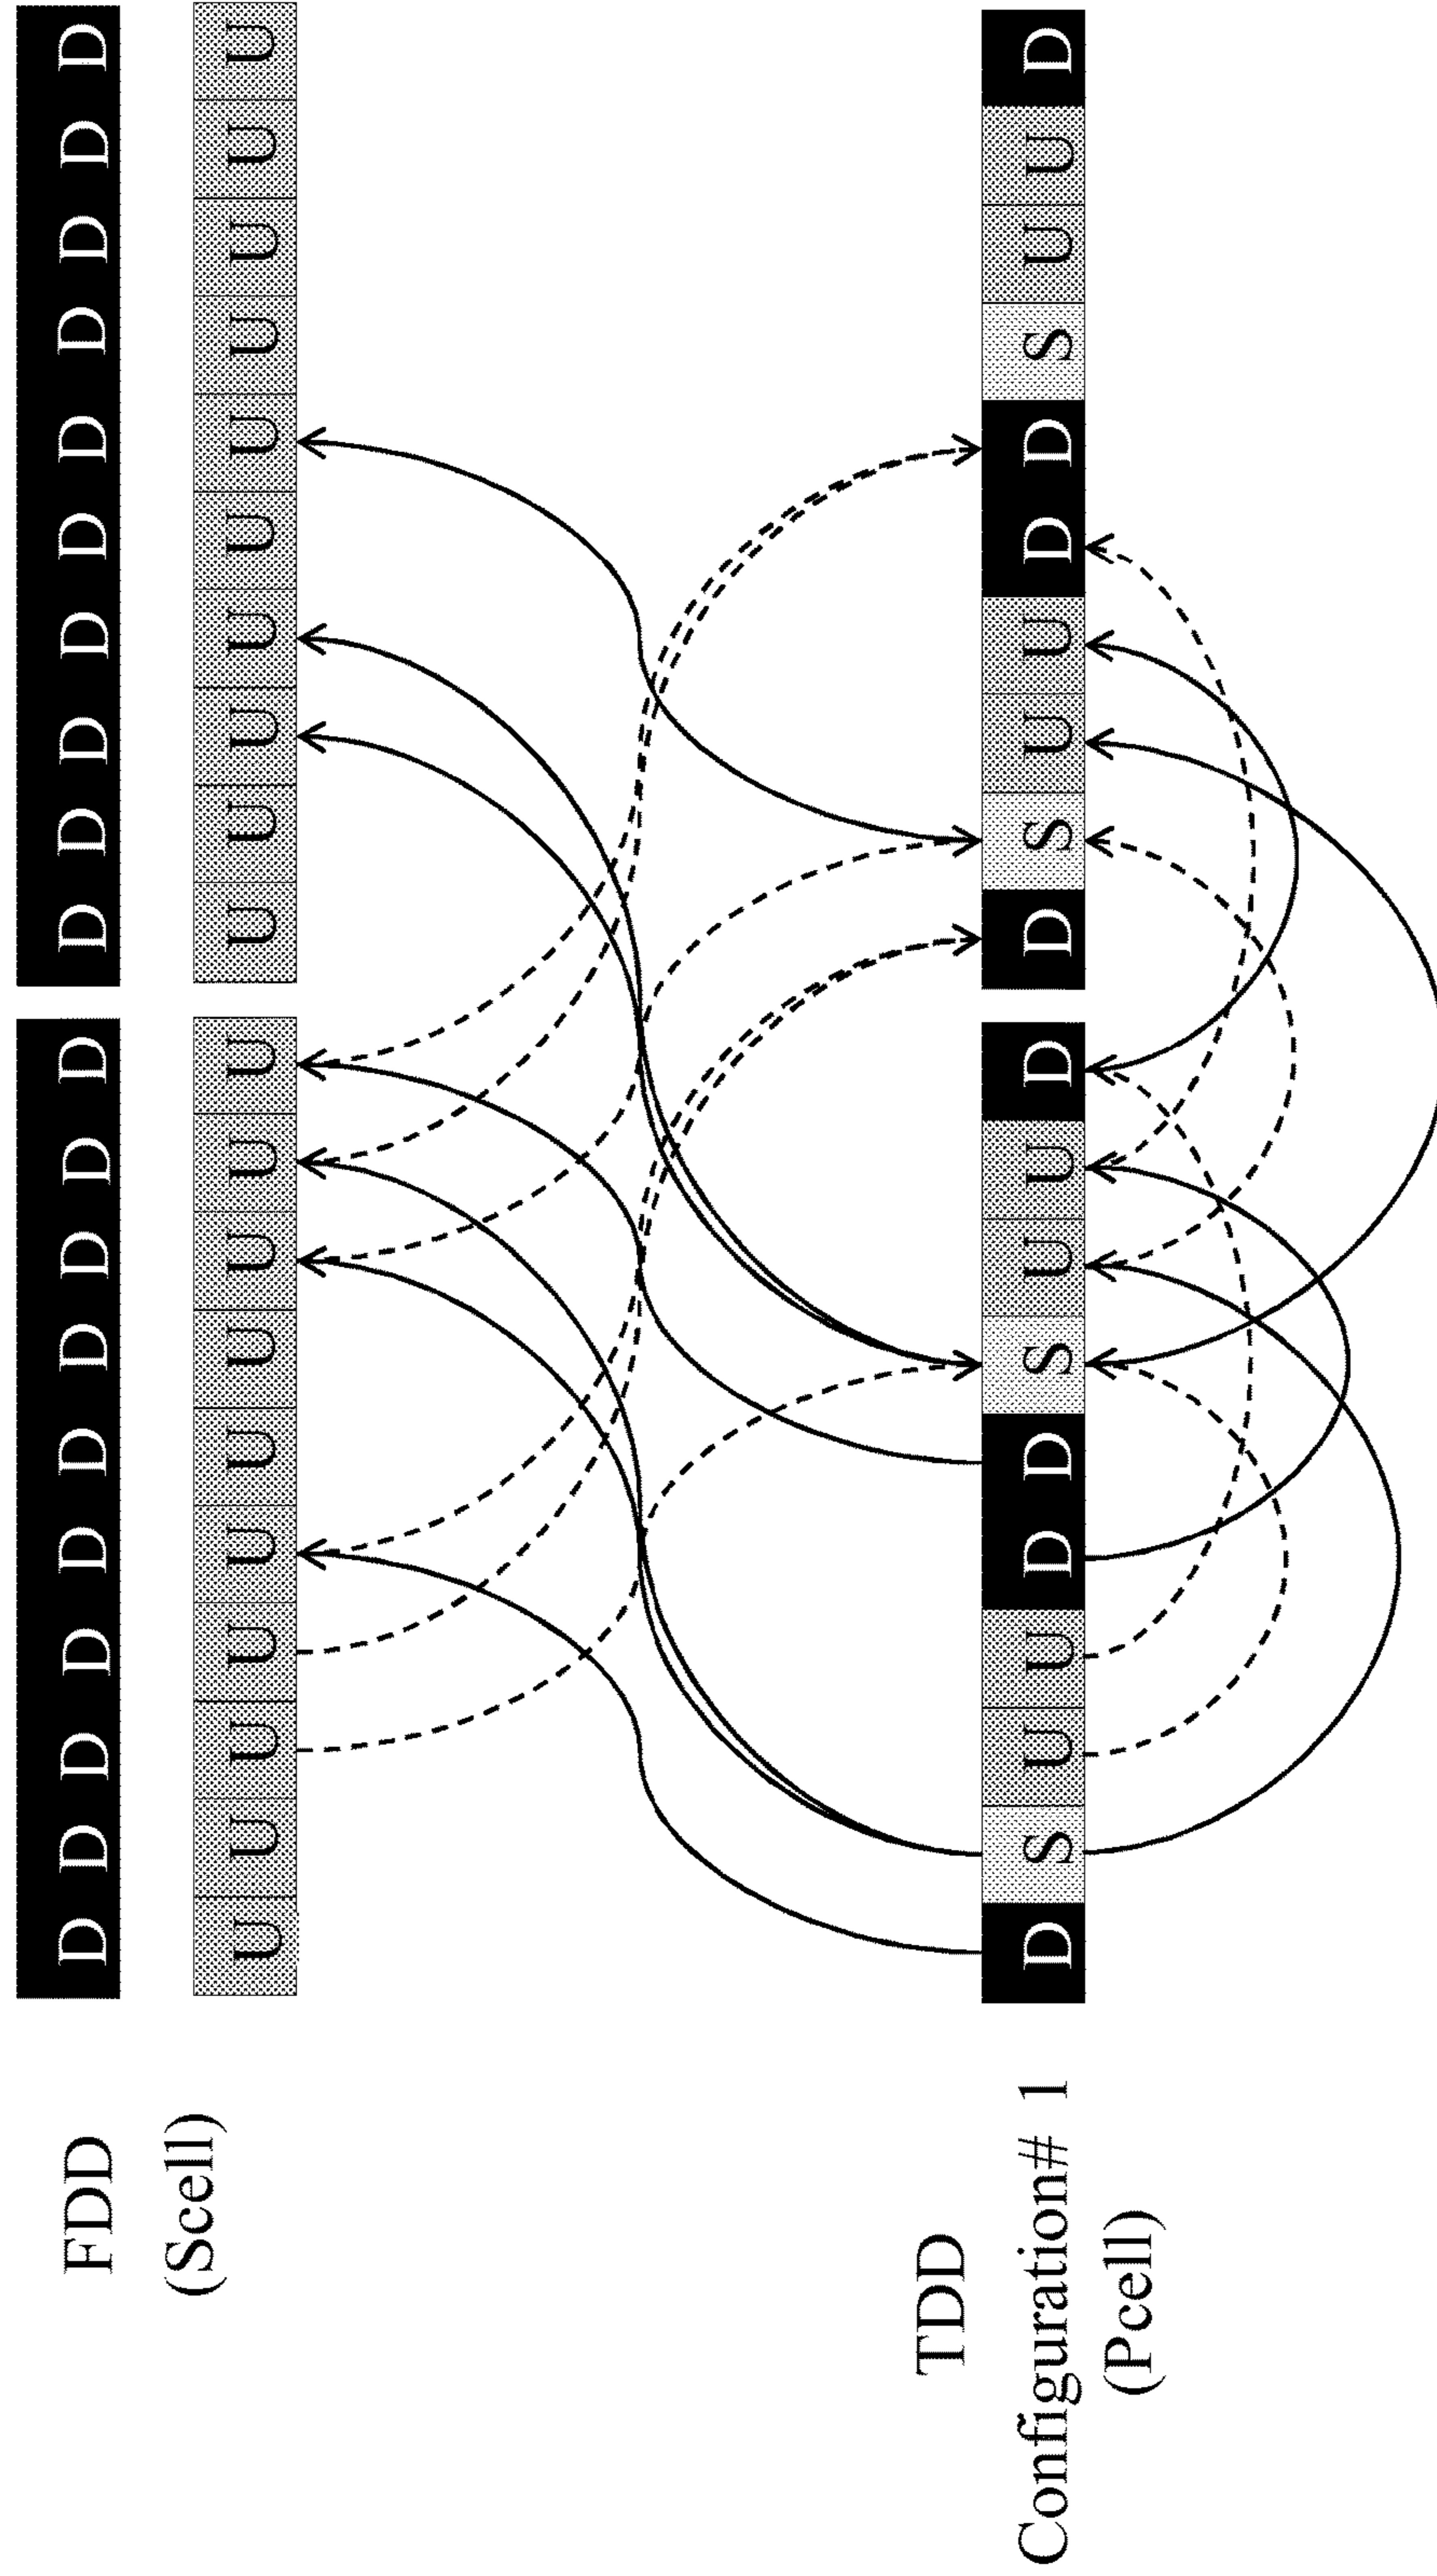 FDD
D D D D D D D D D D D D D D D D D D D D
(Scell)
U U U U U U U U U U U U U U U U U U U U
TDD
Configuration# 1
D S U U D D S U U D D S U U D D S U U D
(Pcell)